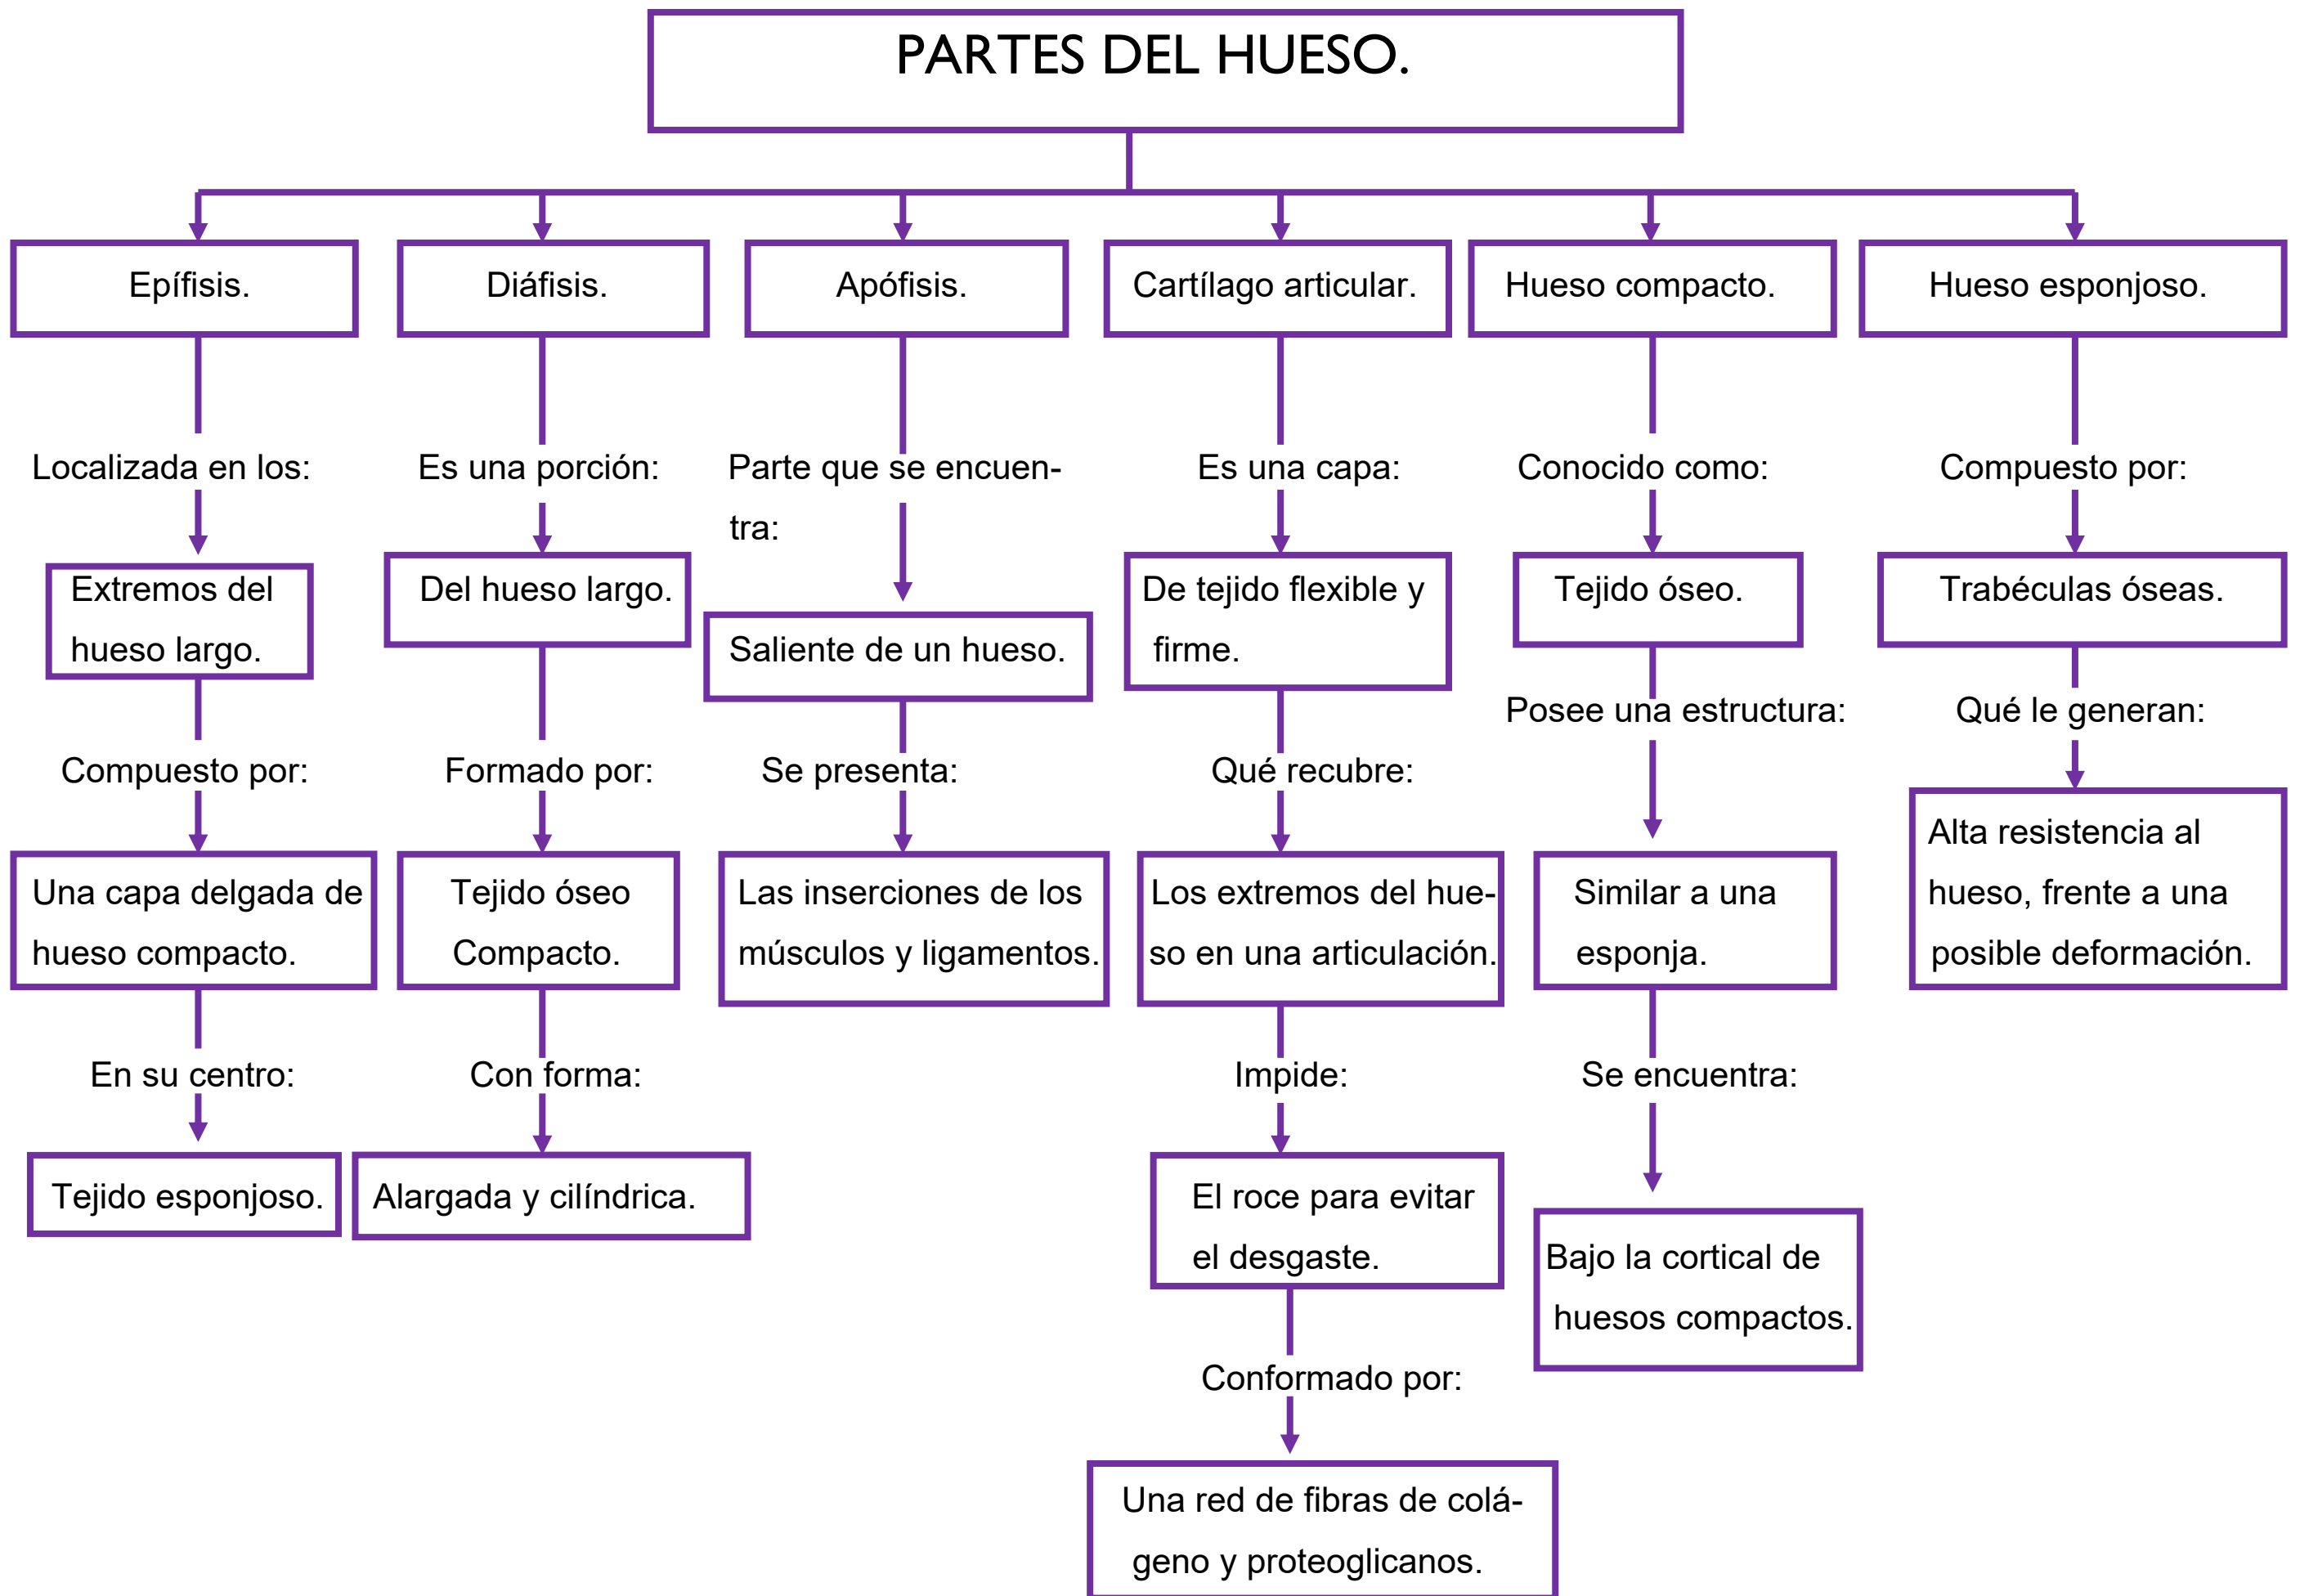 PARTES DEL HUESO.
Epífisis.
Localizada en los:
Extremos del
hueso largo.
Compuesto por:
Una capa delgada de
hueso compacto.
En su centro:
Tejido esponjoso.
Diáfisis.
Es una porción:
Del hueso largo.
Formado por:
Tejido óseo
Compacto.
Con forma:
Alargada y cilíndrica.
Apófisis.
Parte que se encuen-
tra:
Saliente de un hueso.
Se presenta:
Las inserciones de los
músculos y ligamentos.
Cartílago articular.
Es una capa:
De tejido flexible y
firme.
Qué recubre:
Los extremos del hue-
so en una articulación.
Impide:
El roce para evitar
el desgaste.
Conformado por:
Una red de fibras de colá-
geno y proteoglicanos.
Hueso compacto.
Conocido como:
Tejido óseo.
Posee una estructura:
Similar a una
esponja.
Se encuentra:
Bajo la cortical de
huesos compactos.
Hueso esponjoso.
Compuesto por:
Trabéculas óseas.
Qué le generan:
Alta resistencia al
hueso, frente a una
posible deformación.